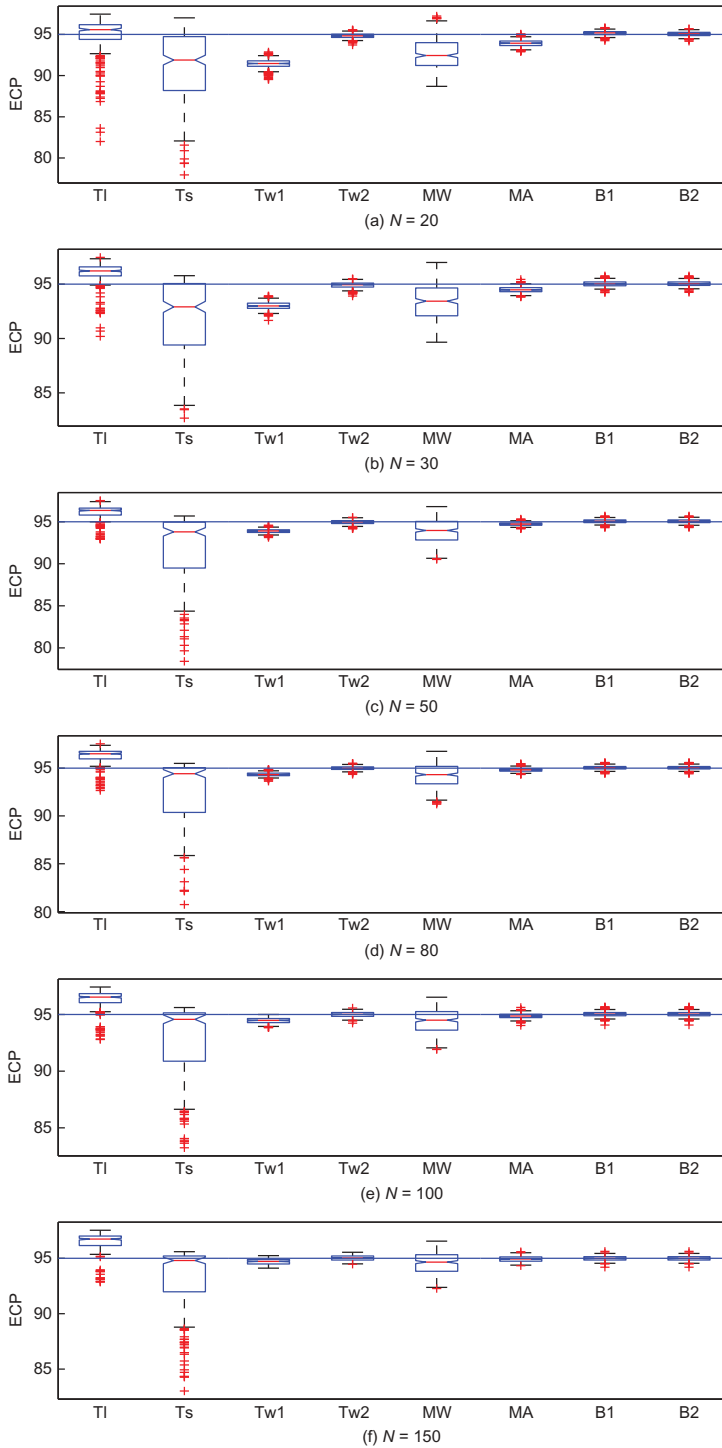 95
90
85
80
ECP
Tl Ts Tw1 Tw2 MW MA B1 B2
(a) N = 20
95
90
85
ECP
Tl Ts Tw1 Tw2 MW MA B1 B2
(b) N = 30
95
90
85
80
ECP
Tl Ts Tw1 Tw2 MW MA B1 B2
(c) N = 50
95
90
85
80
ECP
Tl Ts Tw1 Tw2 MW MA B1 B2
(d) N = 80
95
90
85
ECP
Tl Ts Tw1 Tw2 MW MA B1 B2
(e) N = 100
95
90
85
ECP
Tl Ts Tw1 Tw2 MW MA B1 B2
(f) N = 150